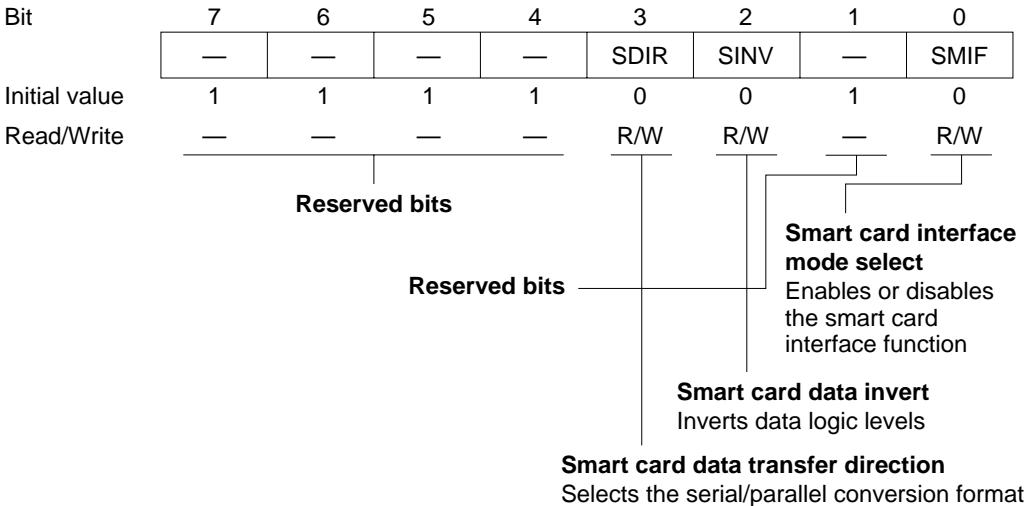 Bit 7 6 5 4 3 2 1 0
— — — — SDIR SINV — SMIF
Initial value 1 1 1 1 0 0 1 0
Read/Write — — — — R/W R/W — R/W
Reserved bits
Smart card interface
mode select
Enables or disables
the smart card
interface function
Reserved bits
Smart card data invert
Inverts data logic levels
Smart card data transfer direction
Selects the serial/parallel conversion format